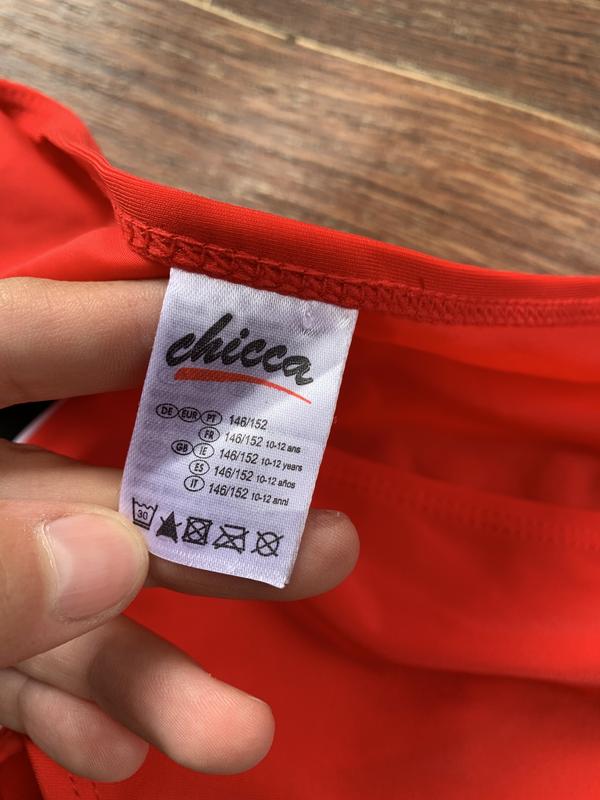 chicca
DE EUR PT 146/152
FR 146/152 10-12 ans
GB IE 146/152 10-12 years
ES 146/152 10-12 años
IT 146/152 10-12 anni
30